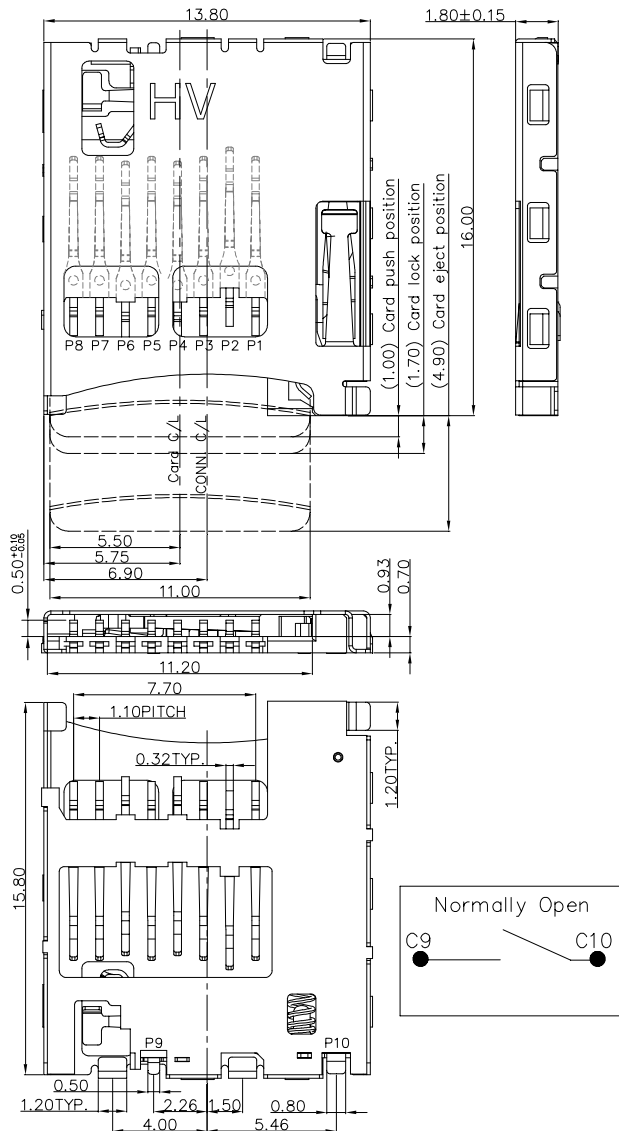 13.80
1.80±0.15
HV
(1.00) Card push position
(1.70) Card lock position
(4.90) Card eject position
16.00
P8 P7 P6 P5 P4 P3 P2 P1
Card C/L
CONN. C/L
5.50
5.75
6.90
11.00
0.50 +0.10 -0.05
0.93
0.70
11.20
7.70
1.10PITCH
0.32TYP.
1.20TYP.
15.80
Normally Open
C9
C10
P9
P10
0.50
1.20TYP.
2.26
1.50
0.80
4.00
5.46